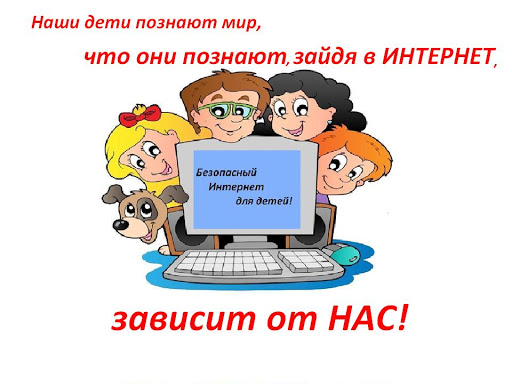 Наши дети познают мир,
что они познают, зайдя в ИНТЕРНЕТ,
Безопасный
Интернет
для детей!
зависит от НАС!